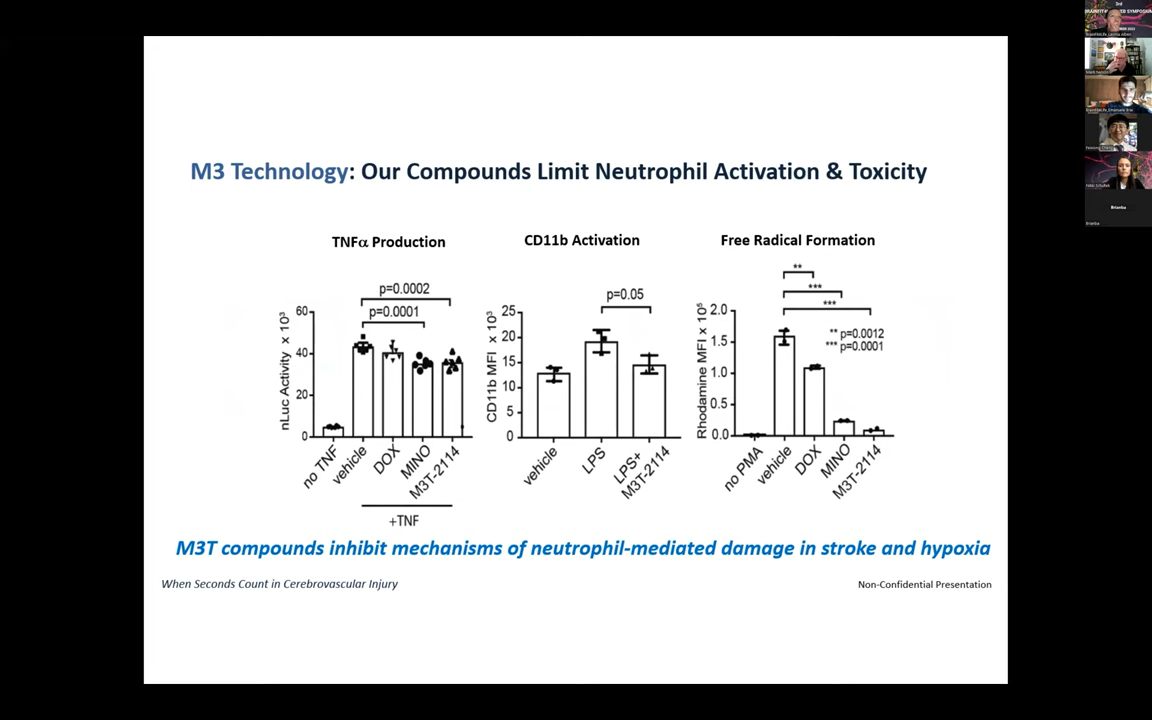 M3 Technology: Our Compounds Limit Neutrophil Activation & Toxicity
TNFα Production
CD11b Activation
Free Radical Formation
nLuc Activity x 10³
60
40
20
0
p=0.0002
p=0.0001
no TNF
vehicle
DOX
MINO
M3T-2114
+TNF
CD11b MFI x 10³
25
20
15
10
5
0
p=0.05
vehicle
LPS
LPS+
M3T-2114
Rhodamine MFI x 10⁵
2.0
1.5
1.0
0.5
0.0
**
***
***
** p=0.0012
*** p=0.0001
no PMA
vehicle
DOX
MINO
M3T-2114
M3T compounds inhibit mechanisms of neutrophil-mediated damage in stroke and hypoxia
When Seconds Count in Cerebrovascular Injury
Non-Confidential Presentation
3rd
Brianba
Brianba